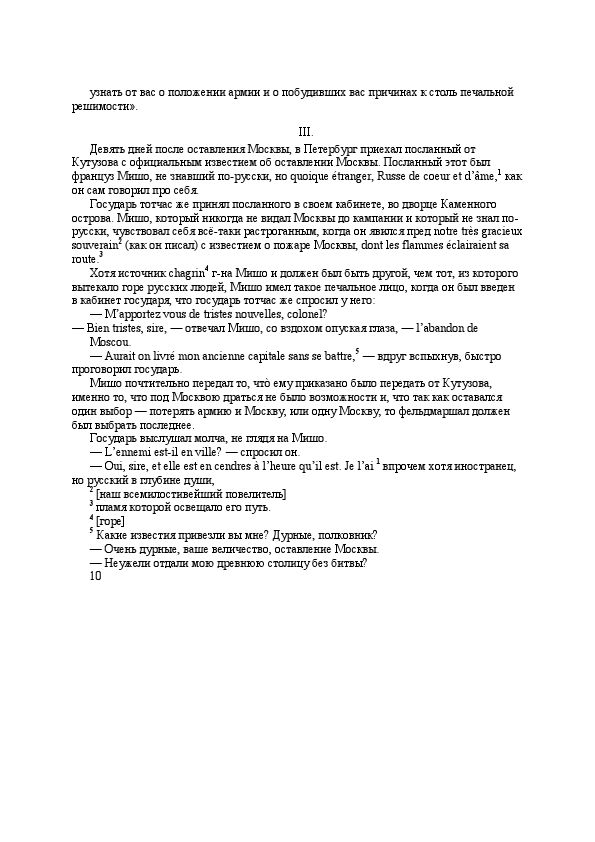 узнать от вас о положении армии и о побудивших вас причинах к столь печальной
решимости».
III.
Девять дней после оставления Москвы, в Петербург приехал посланный от
Кутузова с официальным известием об оставлении Москвы. Посланный этот был
француз Мишо, не знавший по-русски, но quoique étranger, Russe de coeur et d’âme,1 как
он сам говорил про себя.
Государь тотчас же принял посланного в своем кабинете, во дворце Каменного
острова. Мишо, который никогда не видал Москвы до кампании и который не знал по-
русски, чувствовал себя всё-таки растроганным, когда он явился пред notre très gracieux
souverain2 (как он писал) с известием о пожаре Москвы, dont les flammes éclairaient sa
route.3
Хотя источник chagrin4 г-на Мишо и должен был быть другой, чем тот, из которого
вытекало горе русских людей, Мишо имел такое печальное лицо, когда он был введен
в кабинет государя, что государь тотчас же спросил у него:
— M’apportez vous de tristes nouvelles, colonel?
— Bien tristes, sire, — отвечал Мишо, со вздохом опуская глаза, — l’abandon de
Moscou.
— Aurait on livré mon ancienne capitale sans se battre,5 — вдруг вспыхнув, быстро
проговорил государь.
Мишо почтительно передал то, чтò ему приказано было передать от Кутузова,
именно то, что под Москвою драться не было возможности и, что так как оставался
один выбор — потерять армию и Москву, или одну Москву, то фельдмаршал должен
был выбрать последнее.
Государь выслушал молча, не глядя на Мишо.
— L’ennemi est-il en ville? — спросил он.
— Oui, sire, et elle est en cendres à l’heure qu’il est. Je l’ai 1 впрочем хотя иностранец,
но русский в глубине души,
2 [наш всемилостивейший повелитель]
3 пламя которой освещало его путь.
4 [горе]
5 Какие известия привезли вы мне? Дурные, полковник?
— Очень дурные, ваше величество, оставление Москвы.
— Неужели отдали мою древнюю столицу без битвы?
10